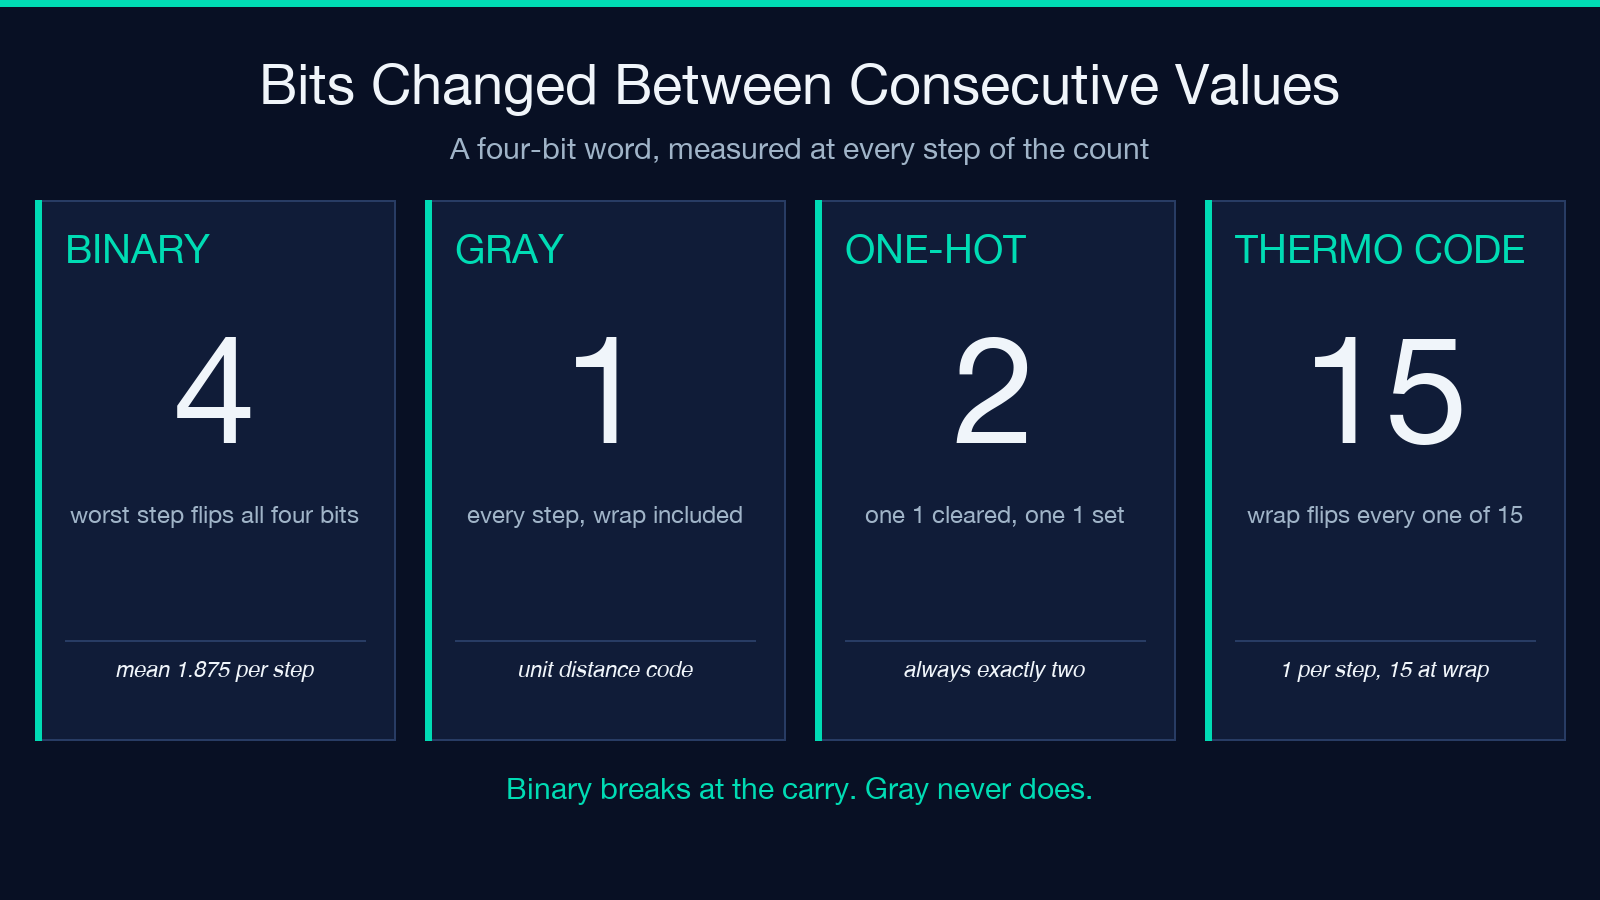 Bits Changed Between Consecutive Values
A four-bit word, measured at every step of the count
BINARY
4
worst step flips all four bits
mean 1.875 per step
GRAY
1
every step, wrap included
unit distance code
ONE-HOT
2
one 1 cleared, one 1 set
always exactly two
THERMO CODE
15
wrap flips every one of 15
1 per step, 15 at wrap
Binary breaks at the carry. Gray never does.